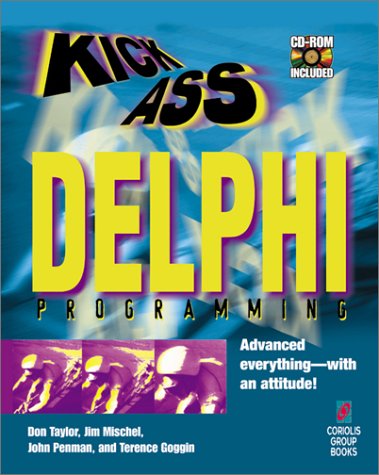 KICK
ASS
CD-ROM
INCLUDED
DELPHI
PROGRAMMING
Advanced
everything—with
an attitude!
Don Taylor, Jim Mischel,
John Penman, and Terence Goggin
CORIOLIS
GROUP
BOOKS